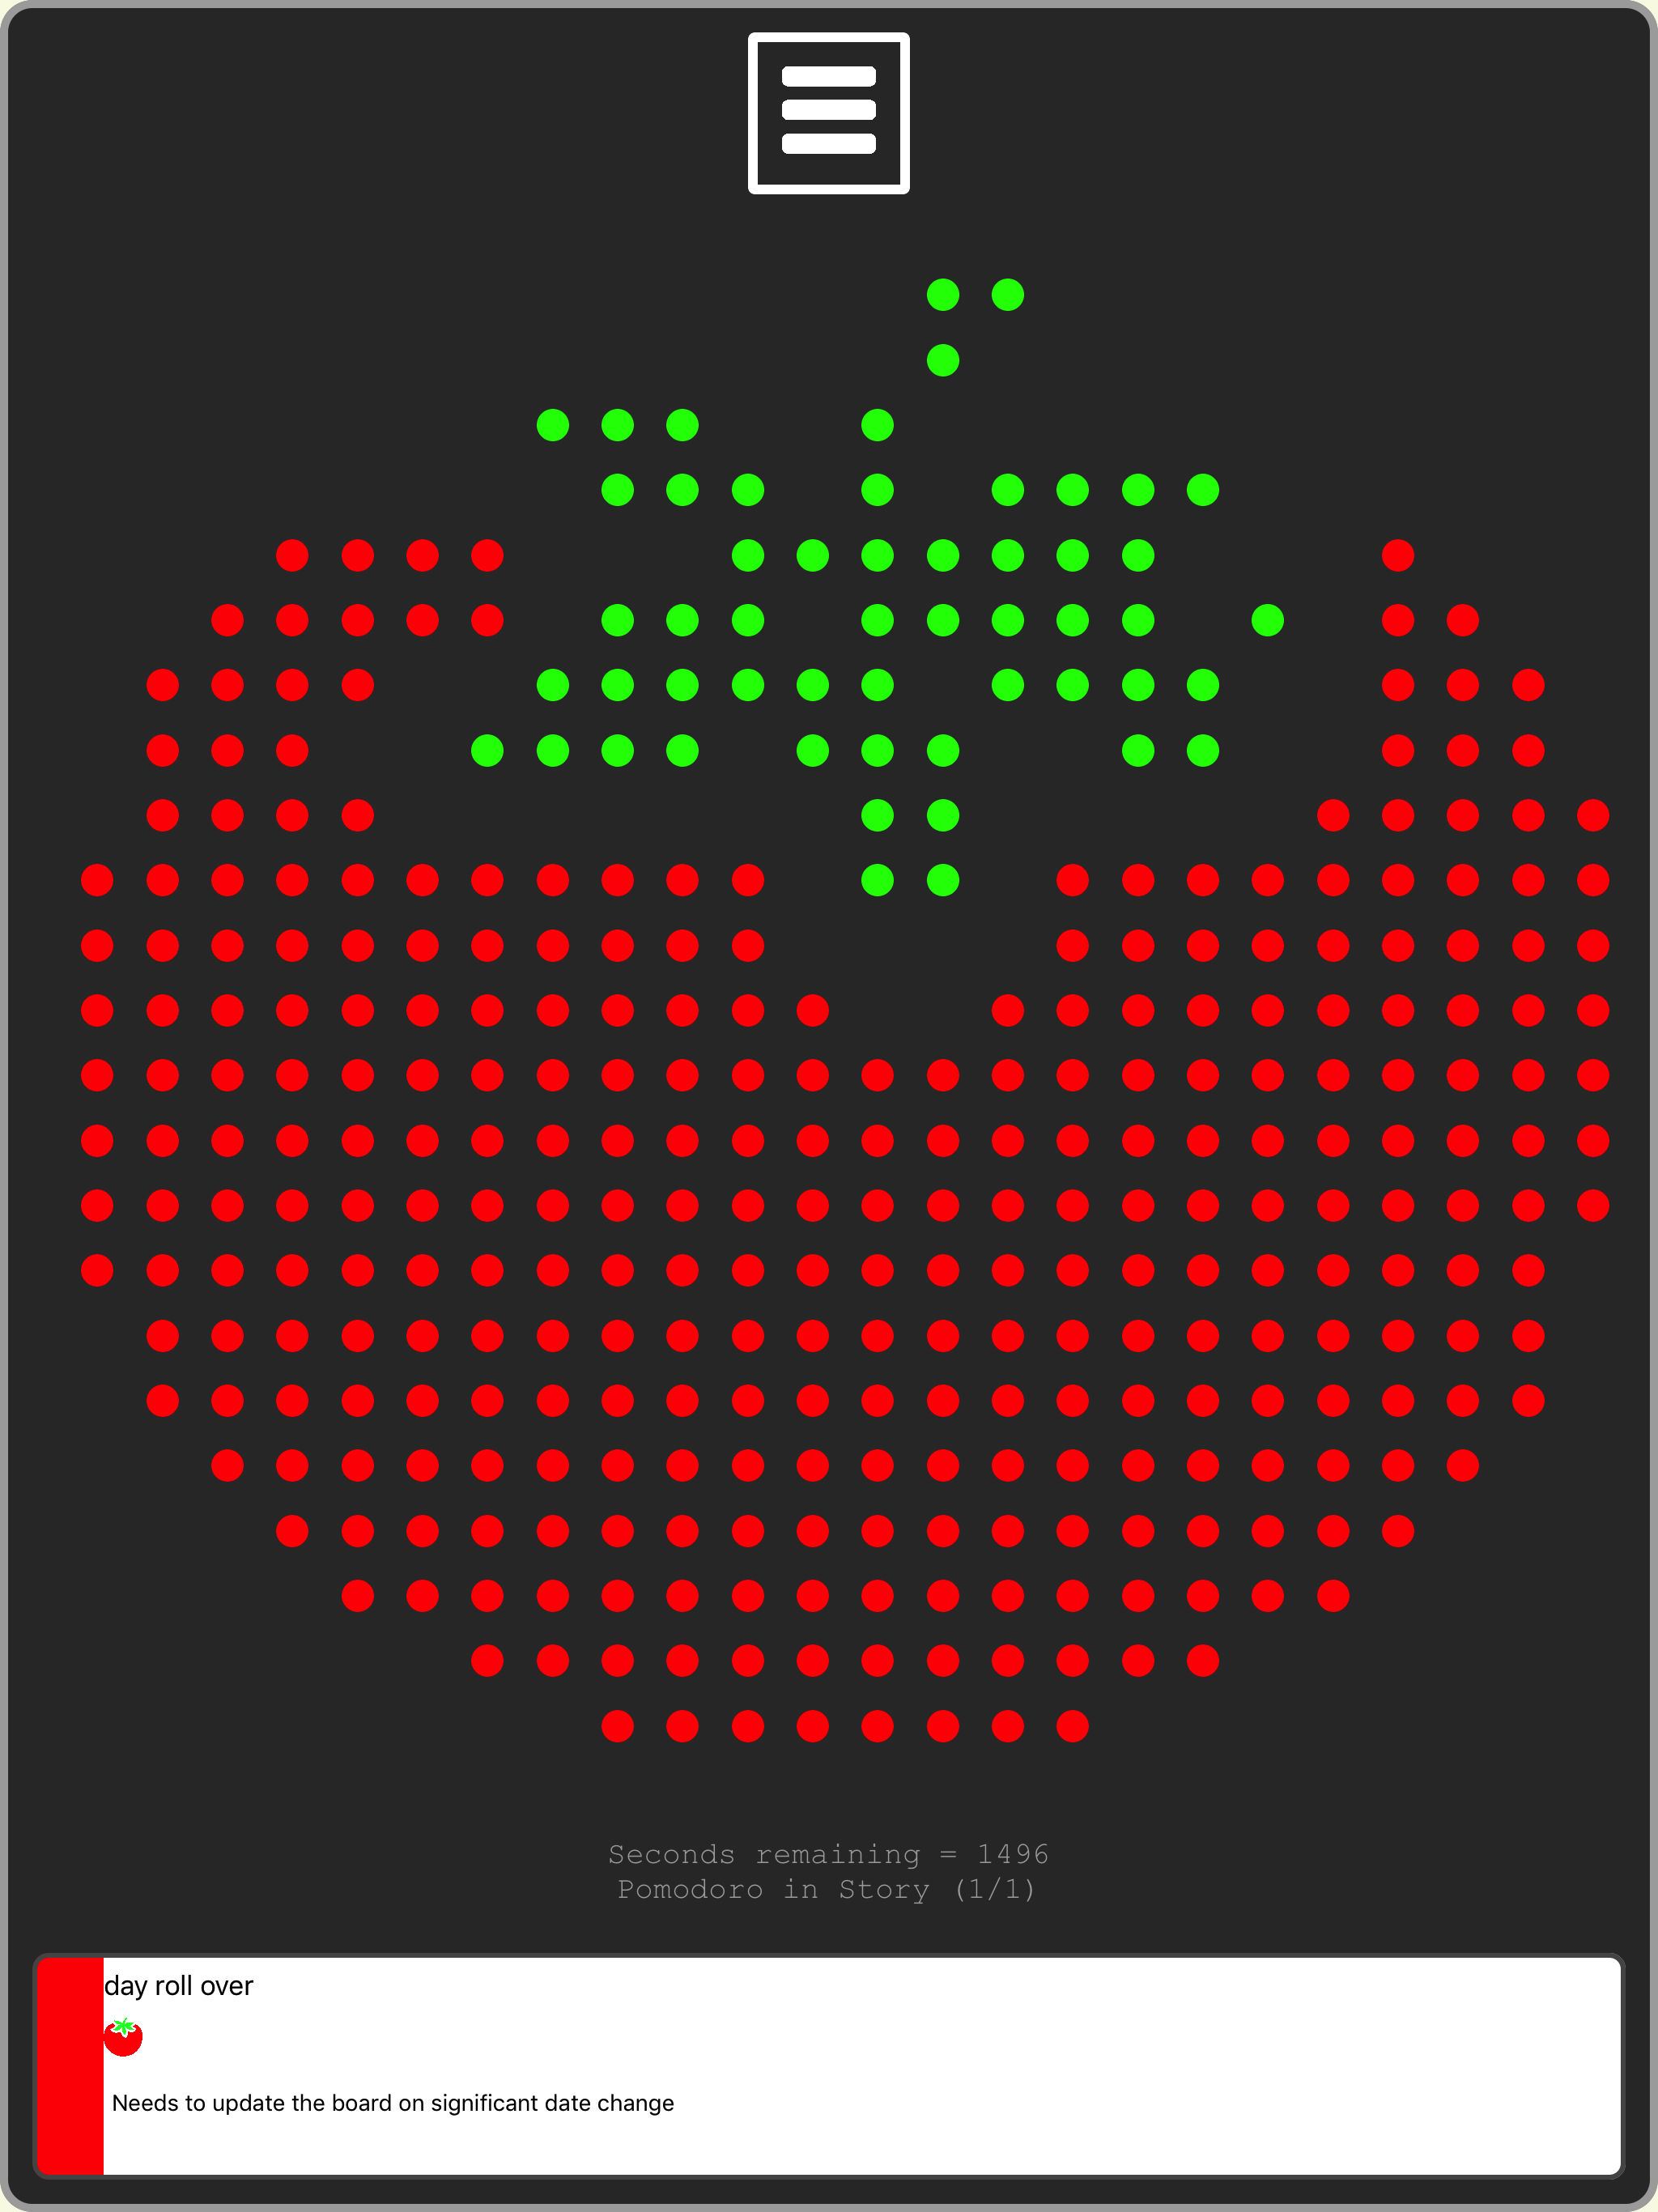 Seconds remaining = 1496
Pomodoro in Story (1/1)
day roll over
Needs to update the board on significant date change